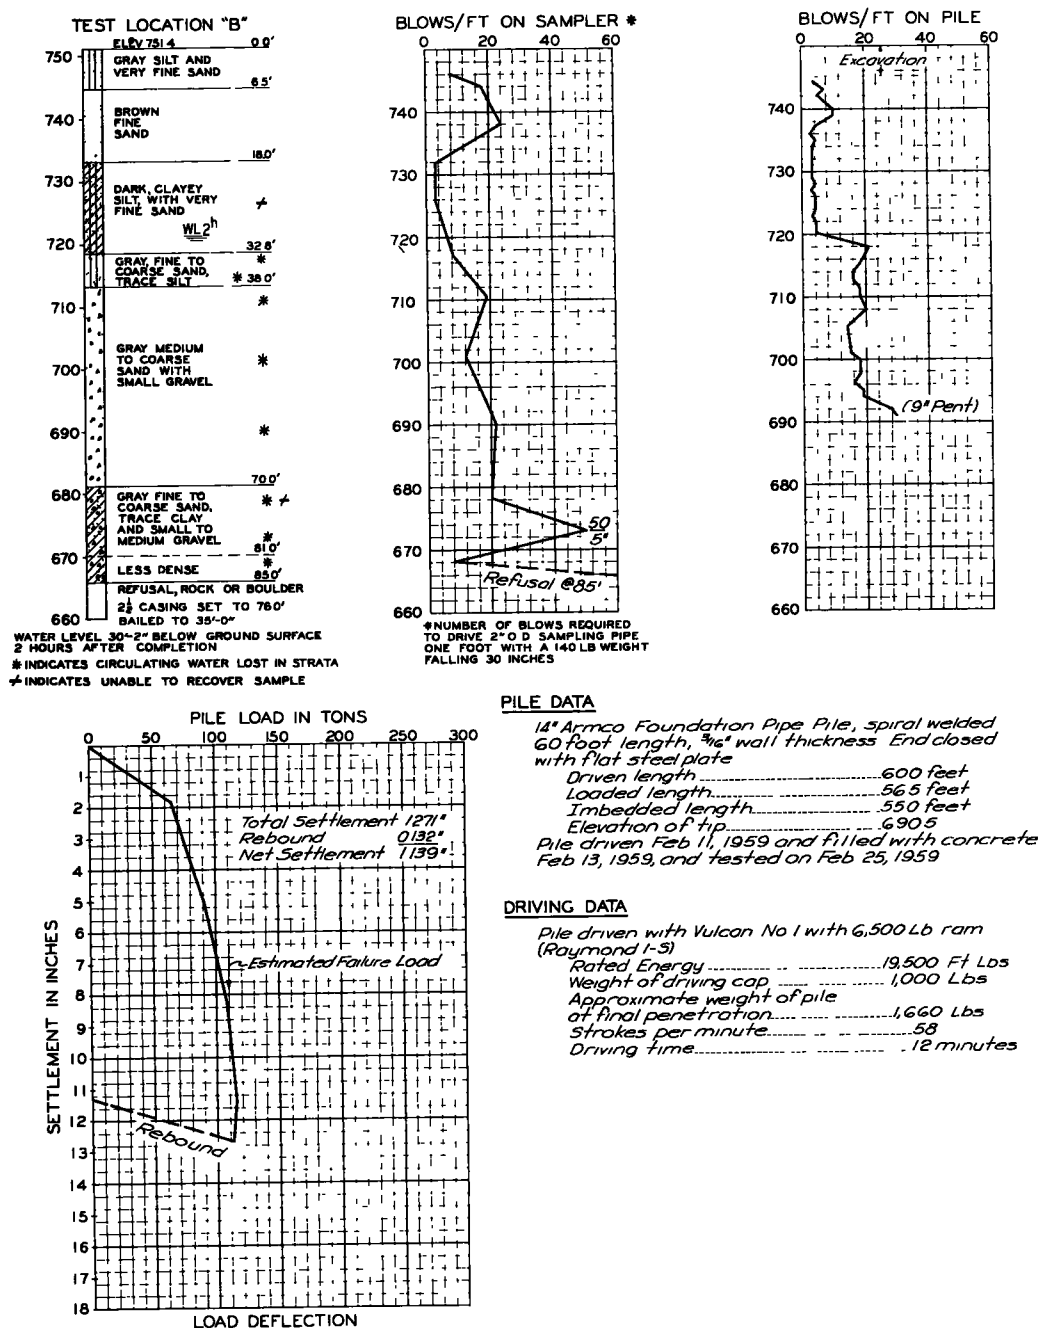 TEST LOCATION "B"
ELEV 751 4 0 0'
GRAY SILT AND
VERY FINE SAND
6 5'
BROWN
FINE
SAND
18.0'
DARK, CLAYEY
SILT, WITH VERY
FINE SAND
WL 2h
32 8'
GRAY, FINE TO
COARSE SAND,
TRACE SILT
* 38 0'
GRAY MEDIUM
TO COARSE
SAND WITH
SMALL GRAVEL
70 0'
GRAY FINE TO
COARSE SAND,
TRACE CLAY
AND SMALL TO
MEDIUM GRAVEL
81 0'
LESS DENSE
85 0'
REFUSAL, ROCK OR BOULDER
2½ CASING SET TO 78 0'
BAILED TO 35'-0"
750
740
730
720
710
700
690
680
670
660
WATER LEVEL 30'-2" BELOW GROUND SURFACE
2 HOURS AFTER COMPLETION
* INDICATES CIRCULATING WATER LOST IN STRATA
≠ INDICATES UNABLE TO RECOVER SAMPLE
BLOWS/FT ON SAMPLER *
0 20 40 60
740
730
720
710
700
690
680
670
660
50
5"
Refusal @ 85'
* NUMBER OF BLOWS REQUIRED
TO DRIVE 2" O D SAMPLING PIPE
ONE FOOT WITH A 140 LB WEIGHT
FALLING 30 INCHES
BLOWS/FT ON PILE
0 20 40 60
Excavation
740
730
720
710
700
690
680
670
660
(9" Pent)
PILE LOAD IN TONS
0 50 100 150 200 250 300
SETTLEMENT IN INCHES
1
2
3
4
5
6
7
8
9
10
11
12
13
14
15
16
17
18
Total Settlement 1 271"
Rebound 0 132"
Net Settlement 1 139"
Estimated Failure Load
Rebound
LOAD DEFLECTION
PILE DATA
14" Armco Foundation Pipe Pile, spiral welded
60 foot length, 3/16" wall thickness End closed
with flat steel plate
Driven length 60 0 feet
Loaded length 56 5 feet
Imbedded length 55 0 feet
Elevation of tip 690 5
Pile driven Feb 11, 1959 and filled with concrete
Feb 13, 1959, and tested on Feb 25, 1959
DRIVING DATA
Pile driven with Vulcan No 1 with 6,500 Lb ram
(Raymond 1-S)
Rated Energy 19,500 Ft Lbs
Weight of driving cap 1,000 Lbs
Approximate weight of pile
at final penetration 1,660 Lbs
Strokes per minute 58
Driving time 12 minutes